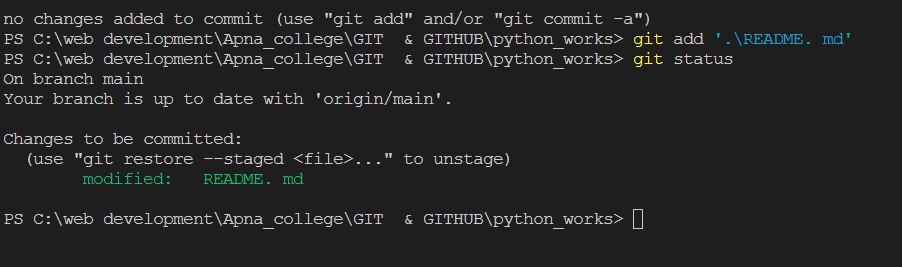 no changes added to commit (use "git add" and/or "git commit -a")
PS C:\web development\Apna_college\GIT  & GITHUB\python_works> git add '.\README. md'
PS C:\web development\Apna_college\GIT  & GITHUB\python_works> git status
On branch main
Your branch is up to date with 'origin/main'.
Changes to be committed:
  (use "git restore --staged <file>..." to unstage)
        modified:   README. md
PS C:\web development\Apna_college\GIT  & GITHUB\python_works>